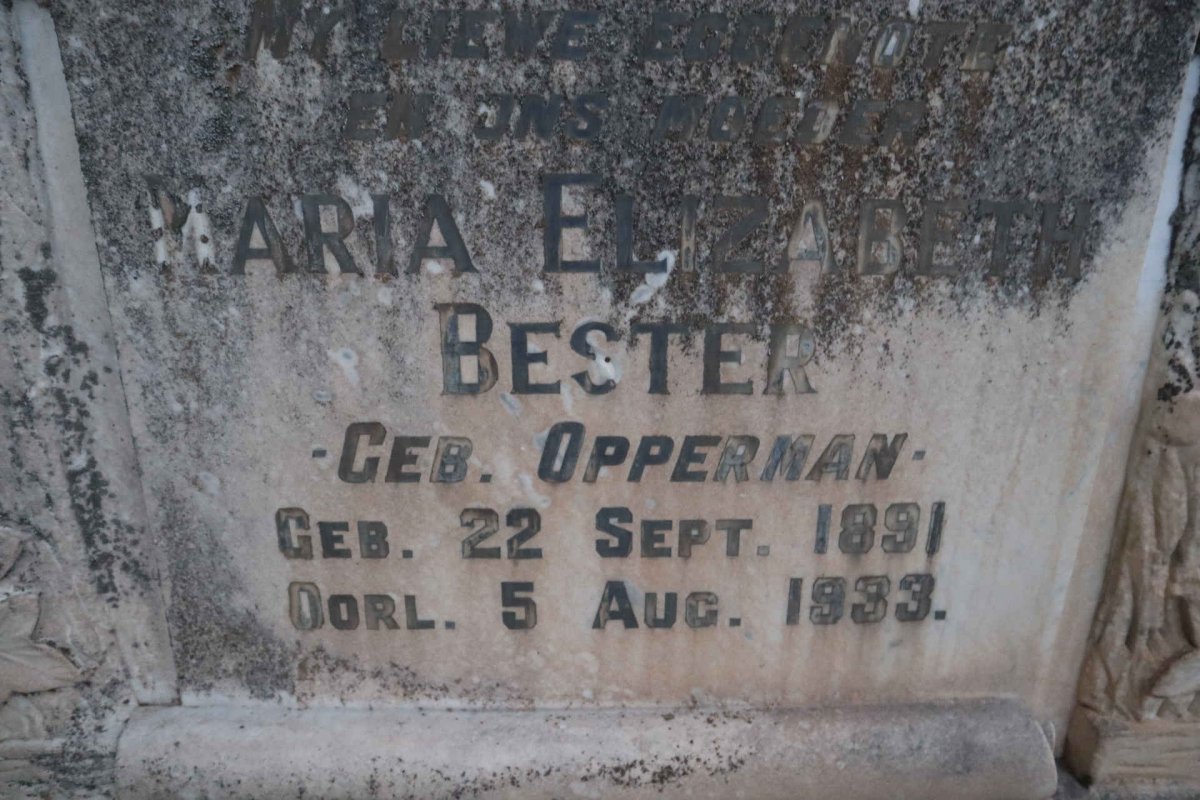 MY LIEWE EGGENOTE
EN ONS MOEDER
MARIA ELIZABETH
BESTER
- GEB. OPPERMAN -
GEB. 22 SEPT. 1891
OORL. 5 AUG. 1933.